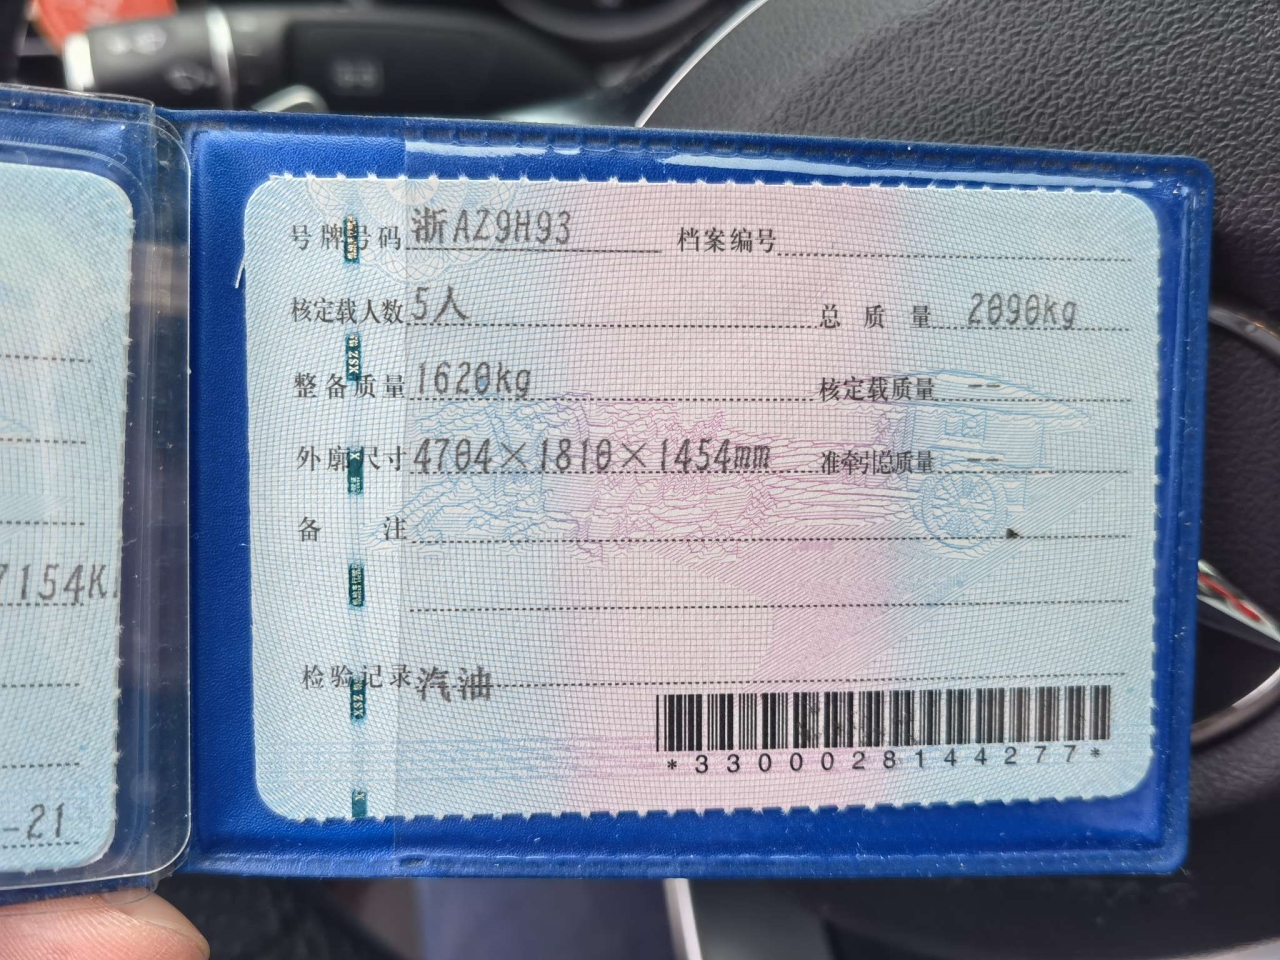 号牌号码 浙AZ9H93 档案编号
核定载人数 5人 总质量 2090kg
整备质量 1620kg 核定载质量 --
外廓尺寸 4704×1810×1454mm 准牵引总质量 --
备注
检验记录 汽油
*3300028144277*
7154K
-21
XSZ
XSZ